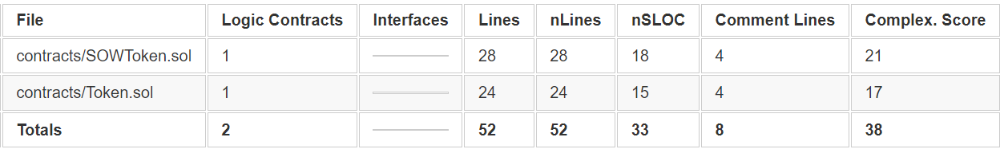 File Logic Contracts Interfaces Lines nLines nSLOC Comment Lines Complex. Score
contracts/SOWToken.sol 1 28 28 18 4 21
contracts/Token.sol 1 24 24 15 4 17
Totals 2 52 52 33 8 38